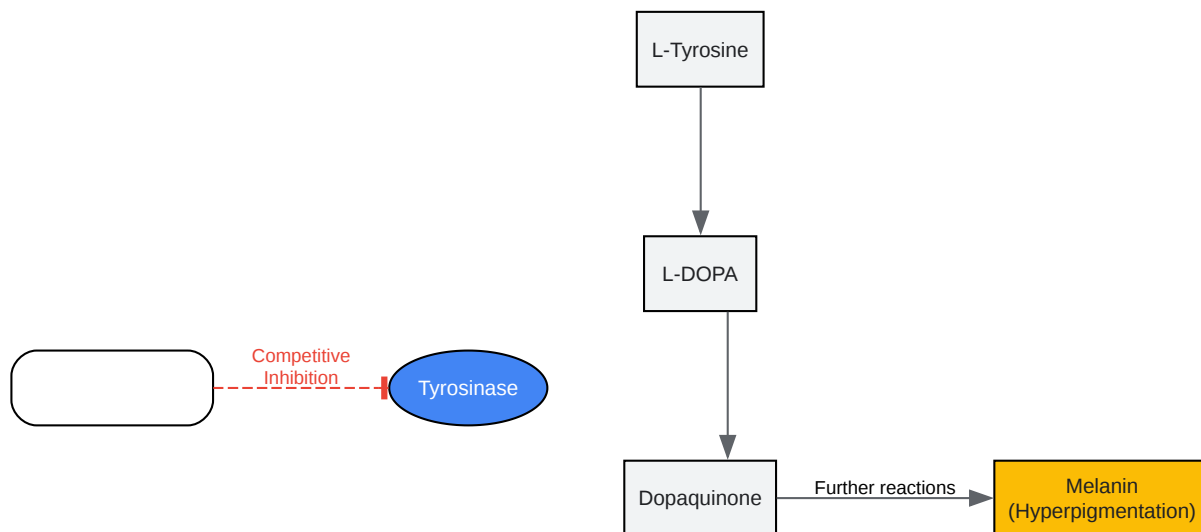 L-Tyrosine
L-DOPA
Competitive
Inhibition
Tyrosinase
Dopaquinone
Further reactions
Melanin
(Hyperpigmentation)